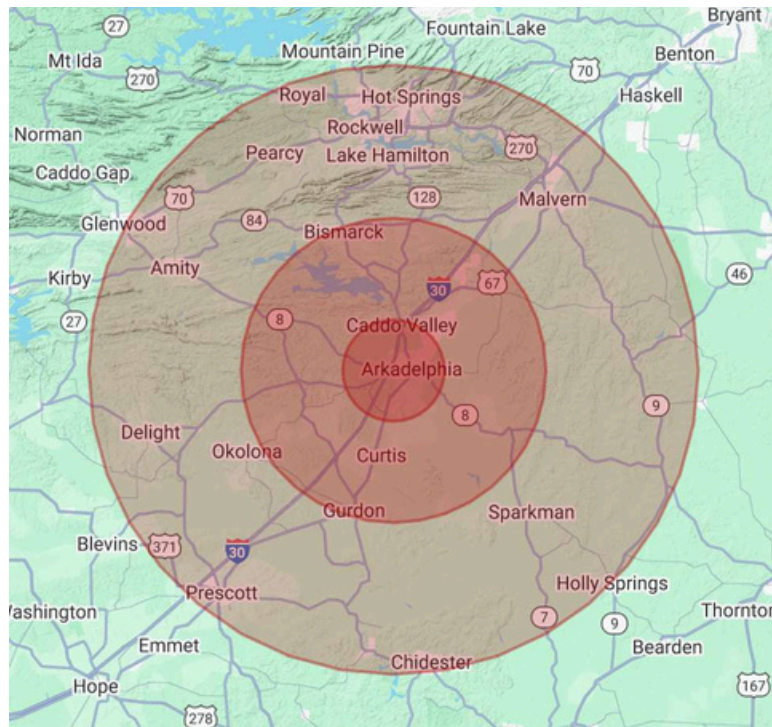 27
Bryant
Fountain Lake
Mt Ida
Mountain Pine
Benton
270
70
Royal
Hot Springs
Haskell
Norman
Rockwell
Pearcy
Lake Hamilton
270
Caddo Gap
70
128
Malvern
Glenwood
84
Bismarck
Kirby
Amity
46
30
67
27
8
Caddo Valley
Arkadelphia
9
8
Delight
Okolona
Curtis
Gurdon
Sparkman
Blevins
371
30
Prescott
Holly Springs
Washington
Thornton
7
9
Emmet
Bearden
Chidester
Hope
167
278